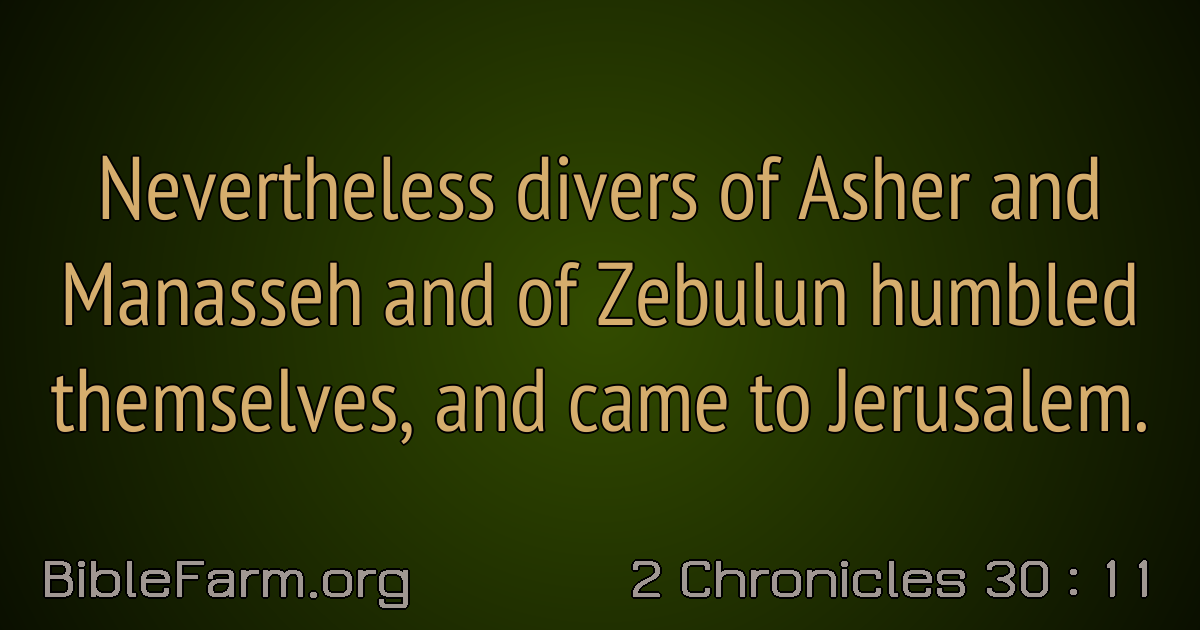 Nevertheless divers of Asher and
Manasseh and of Zebulun humbled
themselves, and came to Jerusalem.
BibleFarm.org
2 Chronicles 30 : 11